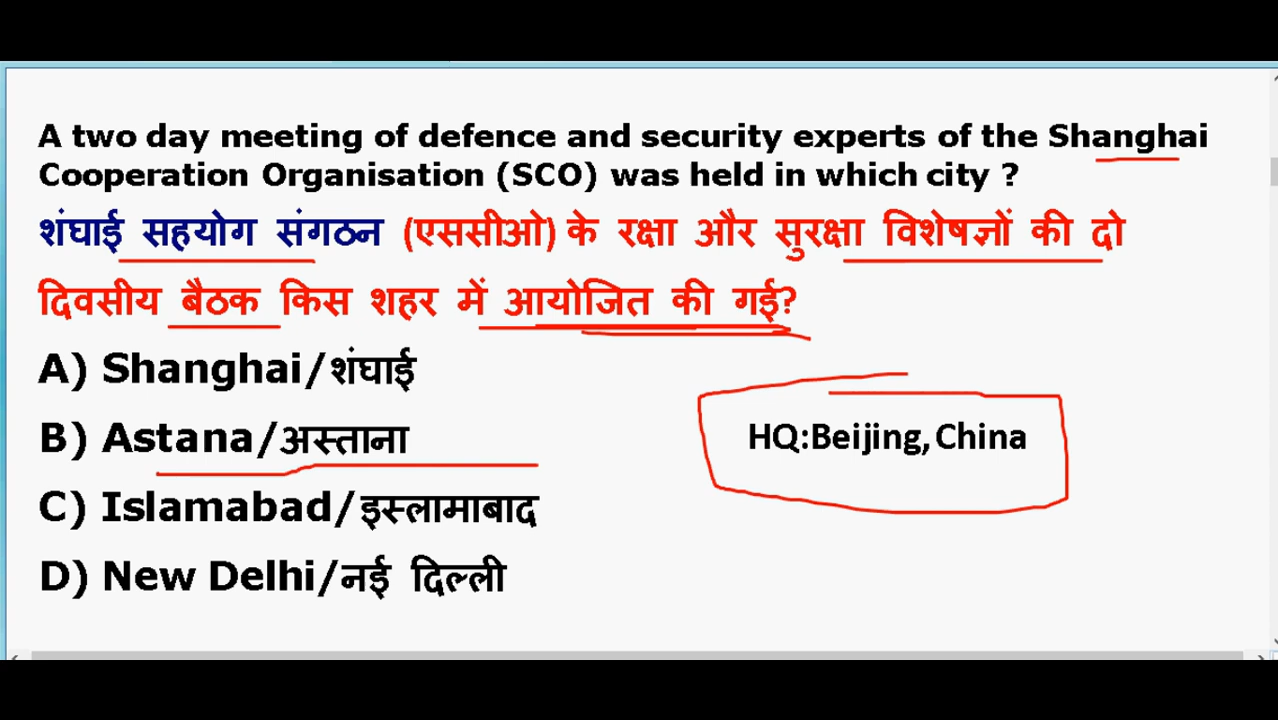 A two day meeting of defence and security experts of the Shanghai
Cooperation Organisation (SCO) was held in which city ?
शंघाई सहयोग संगठन (एससीओ) के रक्षा और सुरक्षा विशेषज्ञों की दो
दिवसीय बैठक किस शहर में आयोजित की गई?
A) Shanghai/शंघाई
B) Astana/अस्ताना
HQ:Beijing, China
C) Islamabad/इस्लामाबाद
D) New Delhi/नई दिल्ली